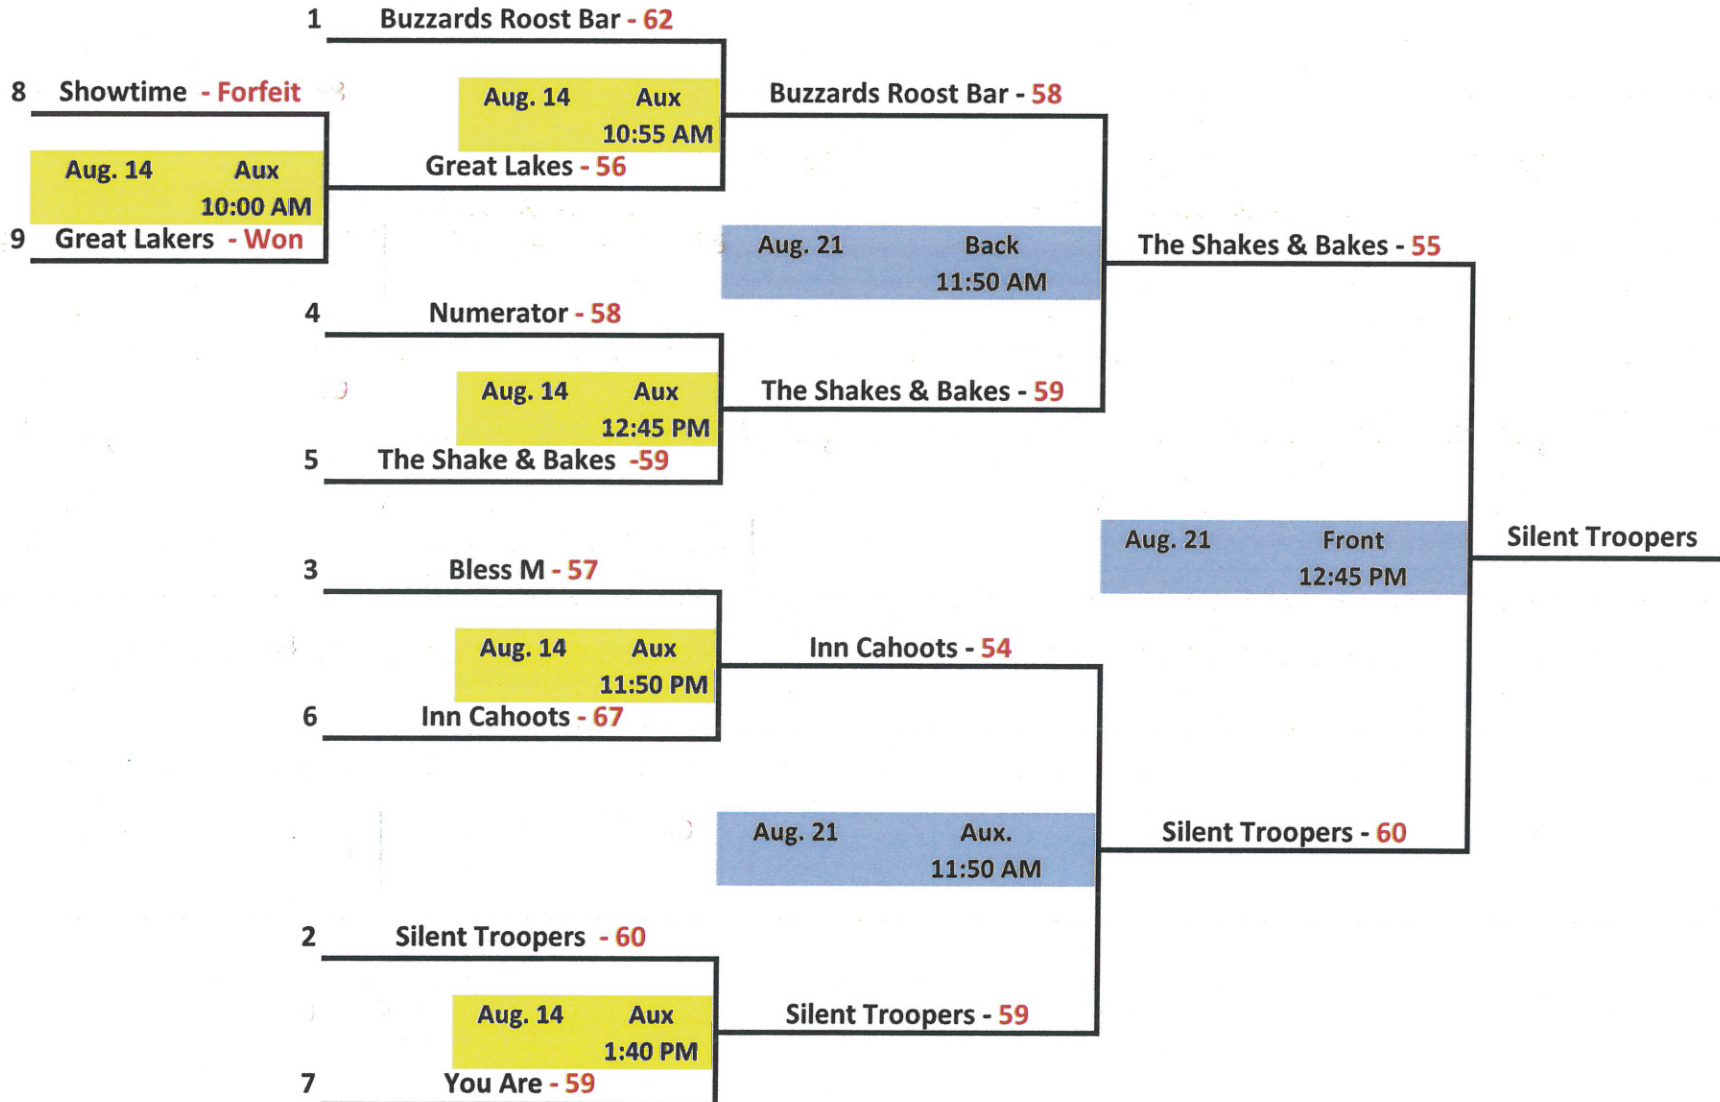 1 Buzzards Roost Bar - 62
8 Showtime - Forfeit
Aug. 14 Aux
10:55 AM
Buzzards Roost Bar - 58
Aug. 14 Aux
10:00 AM
Great Lakes - 56
9 Great Lakers - Won
Aug. 21 Back
11:50 AM
The Shakes & Bakes - 55
4 Numerator - 58
Aug. 14 Aux
12:45 PM
The Shakes & Bakes - 59
5 The Shake & Bakes -59
Aug. 21 Front
12:45 PM
Silent Troopers
3 Bless M - 57
Aug. 14 Aux
11:50 PM
Inn Cahoots - 54
6 Inn Cahoots - 67
Aug. 21 Aux.
11:50 AM
Silent Troopers - 60
2 Silent Troopers - 60
Aug. 14 Aux
1:40 PM
Silent Troopers - 59
7 You Are - 59